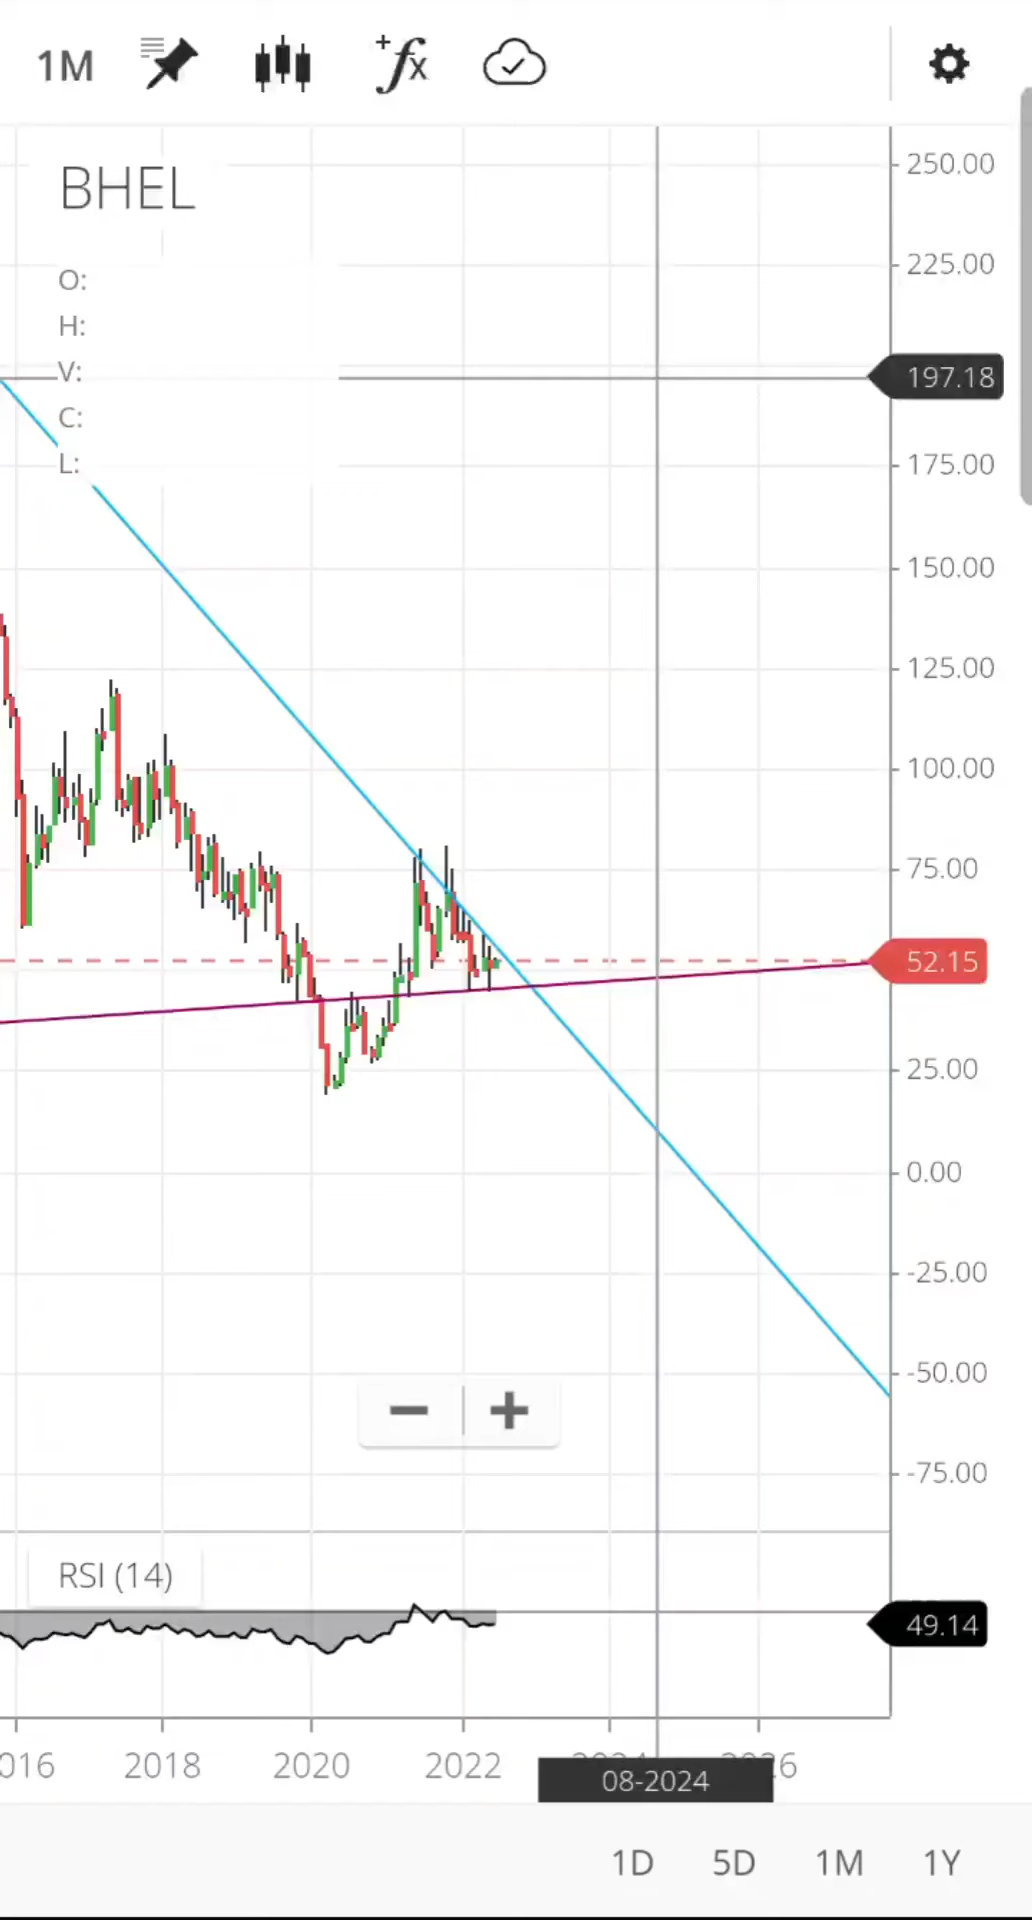 1M
+fx
BHEL
O:
H:
V:
C:
L:
250.00
225.00
197.18
175.00
150.00
125.00
100.00
75.00
52.15
25.00
0.00
-25.00
-50.00
-75.00
RSI (14)
49.14
016 2018 2020 2022
08-2024
1D 5D 1M 1Y